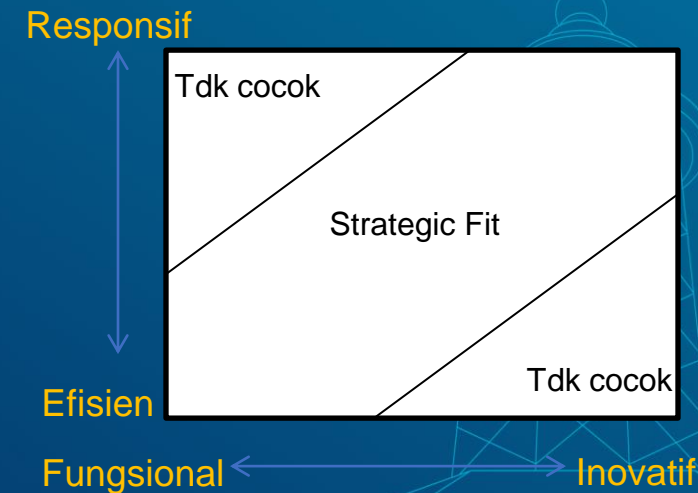 Responsif
Tdk cocok
Strategic Fit
Tdk cocok
Efisien
Fungsional
Inovatif